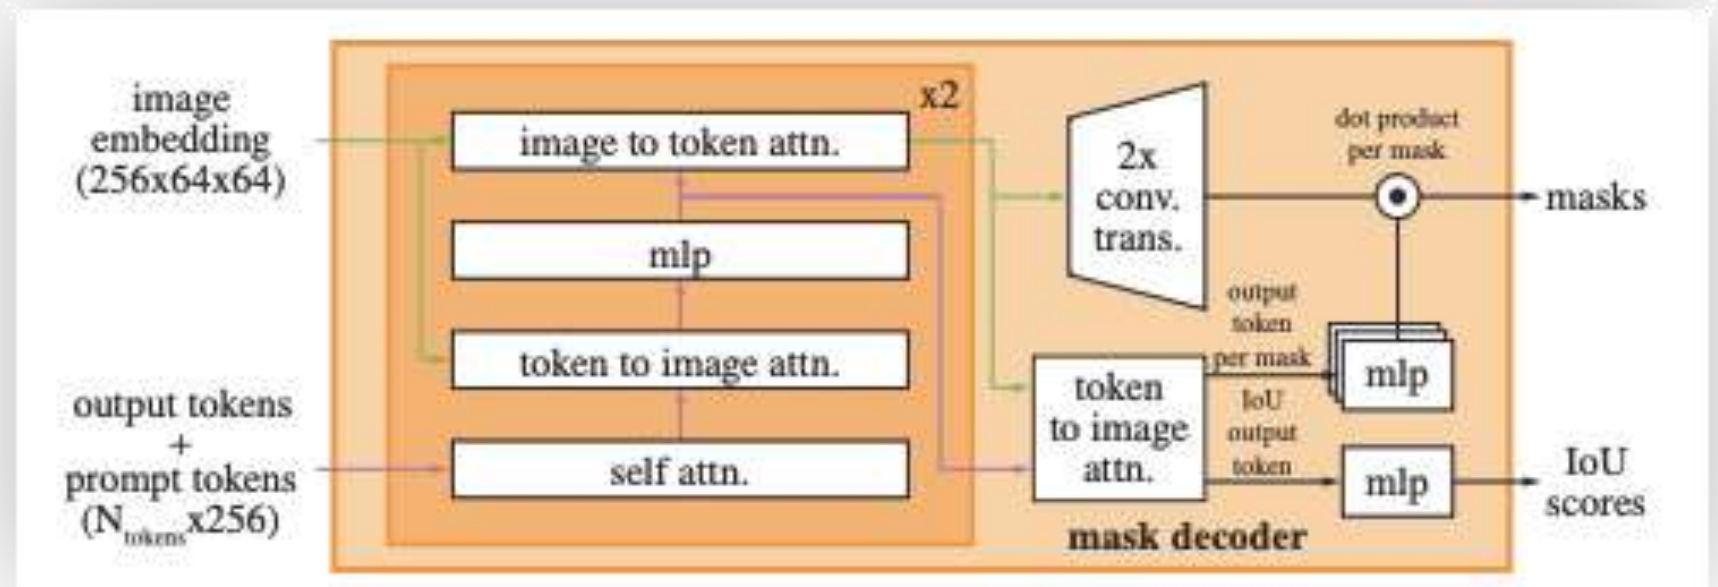 image
embedding
(256x64x64)
output tokens
+
prompt tokens
(N_tokens x256)
x2
image to token attn.
mlp
token to image attn.
self attn.
2x
conv.
trans.
dot product
per mask
masks
output
token
per mask
mlp
token
to image
attn.
IoU
output
token
mlp
IoU
scores
mask decoder